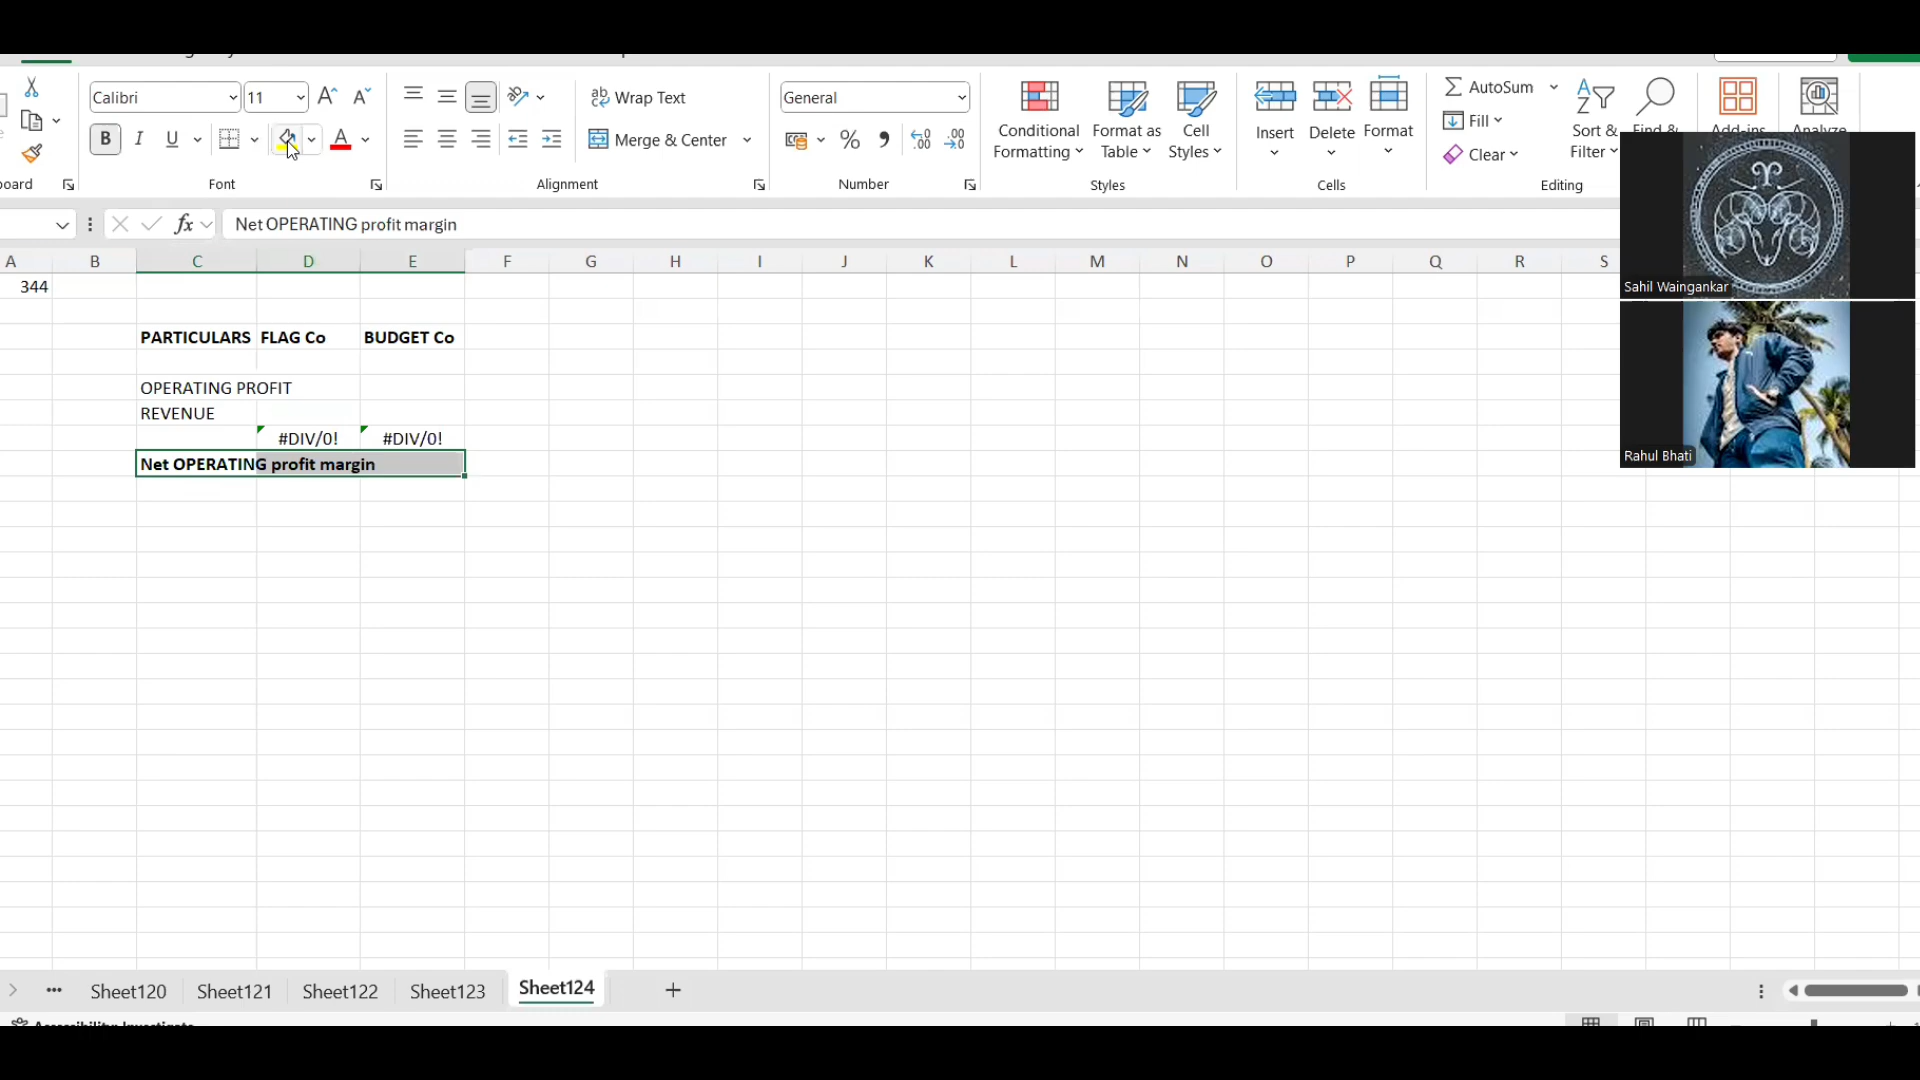 Calibri 11 Wrap Text General AutoSum
Conditional Formatting Format as Table Cell Styles Insert Delete Format Fill Sort & Filter Find & Add-ins Analyze
B I U A Merge & Center % Clear
board Font Alignment Number Styles Cells Editing
fx Net OPERATING profit margin
A B C D E F G H I J K L M N O P Q R S
344
PARTICULARS FLAG Co BUDGET Co
OPERATING PROFIT
REVENUE
#DIV/0! #DIV/0!
Net OPERATING profit margin
Sahil Waingankar
Rahul Bhati
Sheet120 Sheet121 Sheet122 Sheet123 Sheet124
Accessibility: Investigate